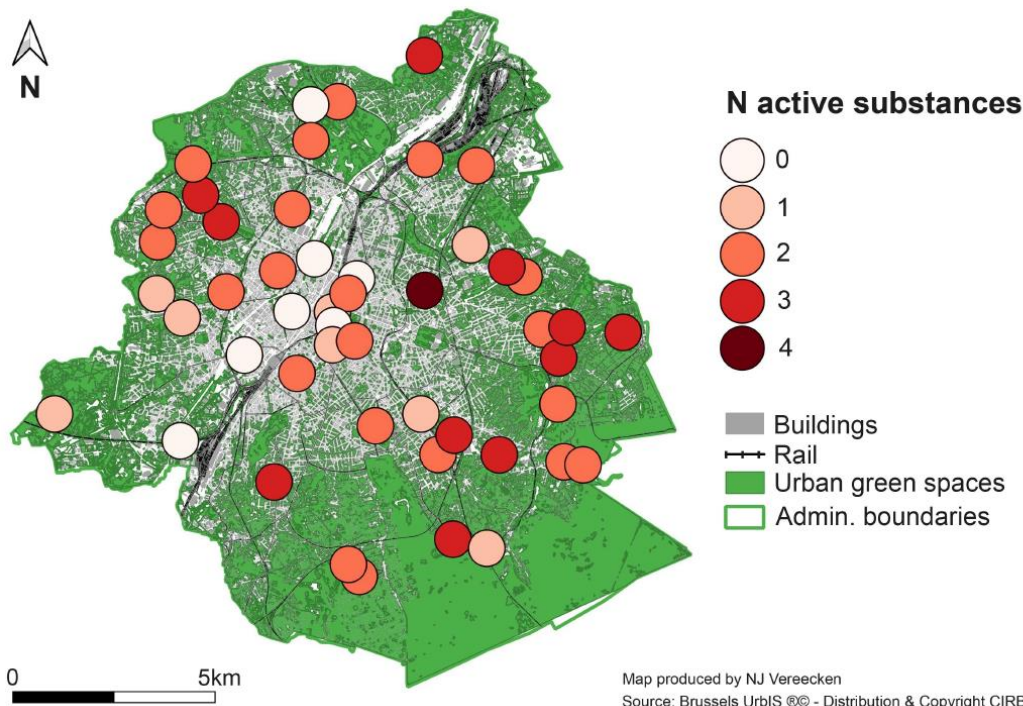 N
N active substances
0
1
2
3
4
Buildings
Rail
Urban green spaces
Admin. boundaries
0 5km
Map produced by NJ Vereecken
Source: Brussels UrbIS ®© - Distribution & Copyright CIRB